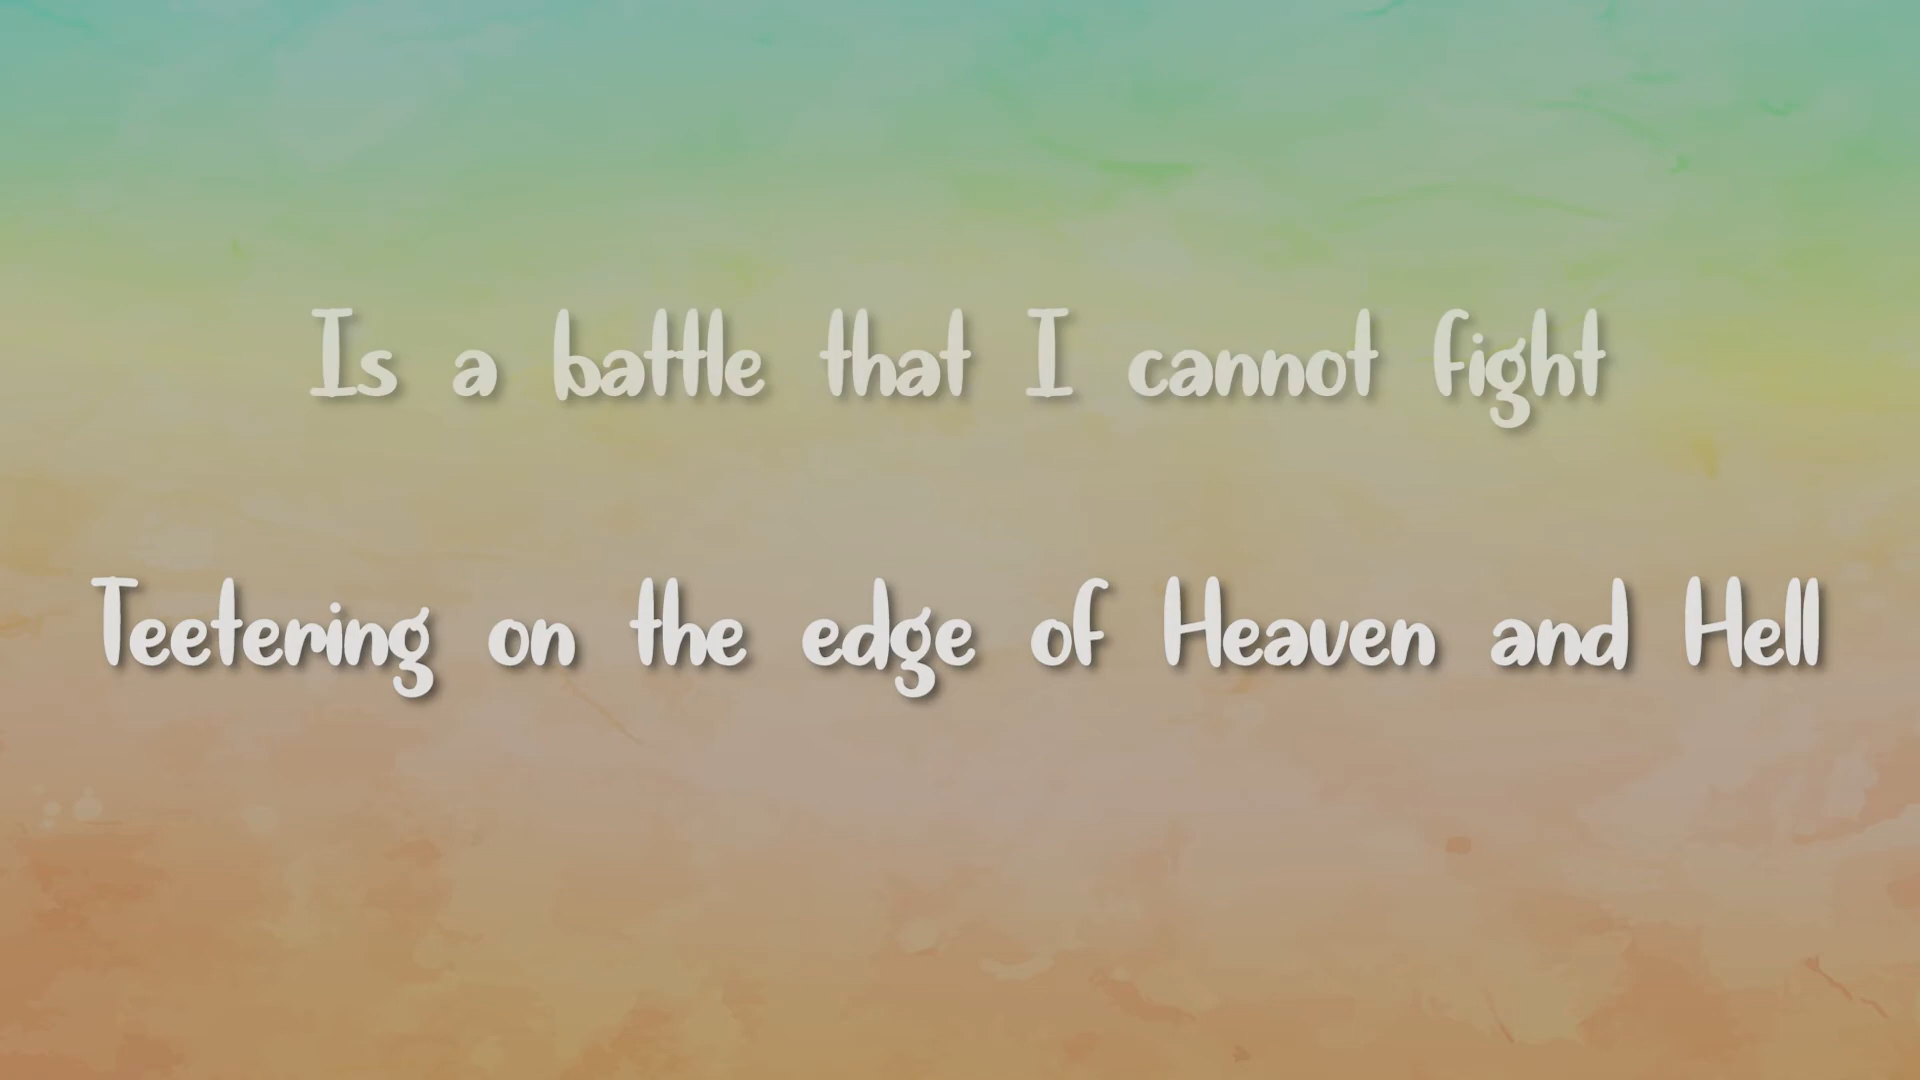 Is a battle that I cannot fight
Teetering on the edge of Heaven and Hell